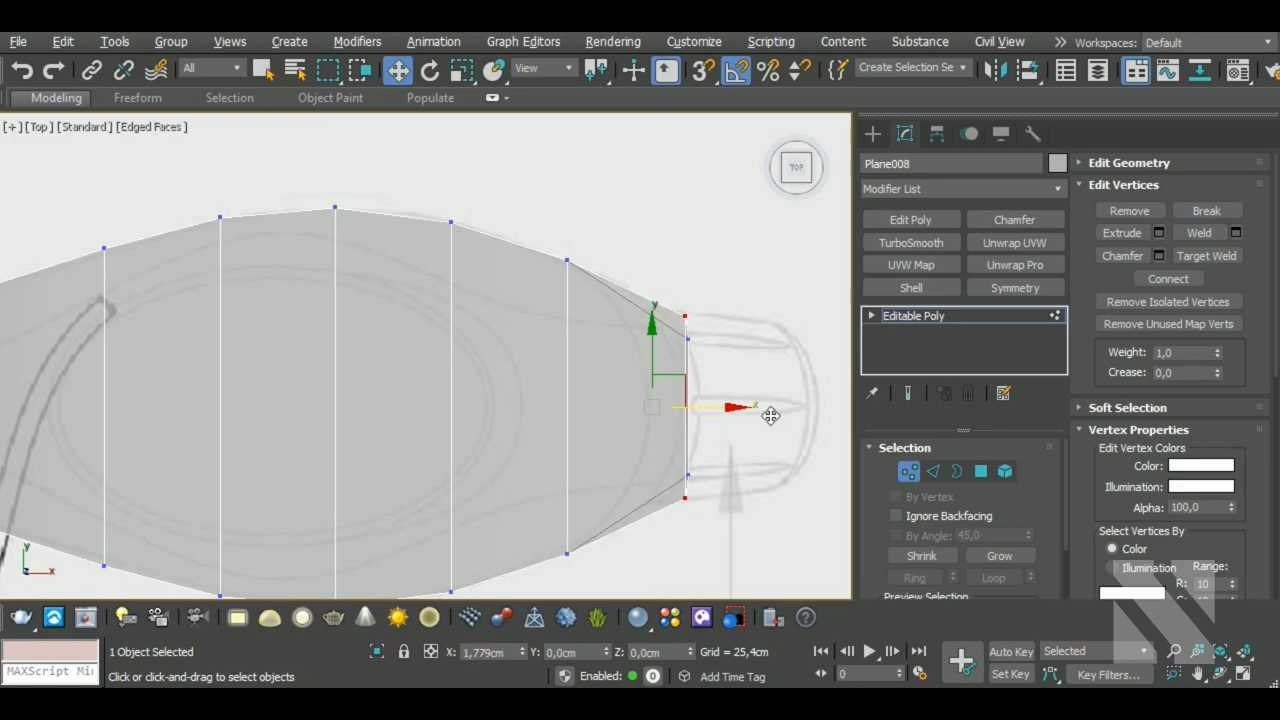 File Edit Tools Group Views Create Modifiers Animation Graph Editors Rendering Customize Scripting Content Substance Civil View Workspaces: Default
All View Create Selection Se
Modeling Freeform Selection Object Paint Populate
[+] [Top] [Standard] [Edged Faces]
TOP
Plane008
Modifier List
Edit Poly Chamfer
TurboSmooth Unwrap UVW
UVW Map Unwrap Pro
Shell Symmetry
Editable Poly
Selection
By Vertex
Ignore Backfacing
By Angle: 45,0
Shrink Grow
Ring Loop
Preview Selection
Edit Geometry
Edit Vertices
Remove Break
Extrude Weld
Chamfer Target Weld
Connect
Remove Isolated Vertices
Remove Unused Map Verts
Weight: 1,0
Crease: 0,0
Soft Selection
Vertex Properties
Edit Vertex Colors
Color:
Illumination:
Alpha: 100,0
Select Vertices By
Color
Illumination Range:
R: 10
y
x
y
x
1 Object Selected X: 1,779cm Y: 0,0cm Z: 0,0cm Grid = 25,4cm Auto Key Selected
MAXScript Mi
Click or click-and-drag to select objects Enabled: 0 Add Time Tag 0 Set Key Key Filters...